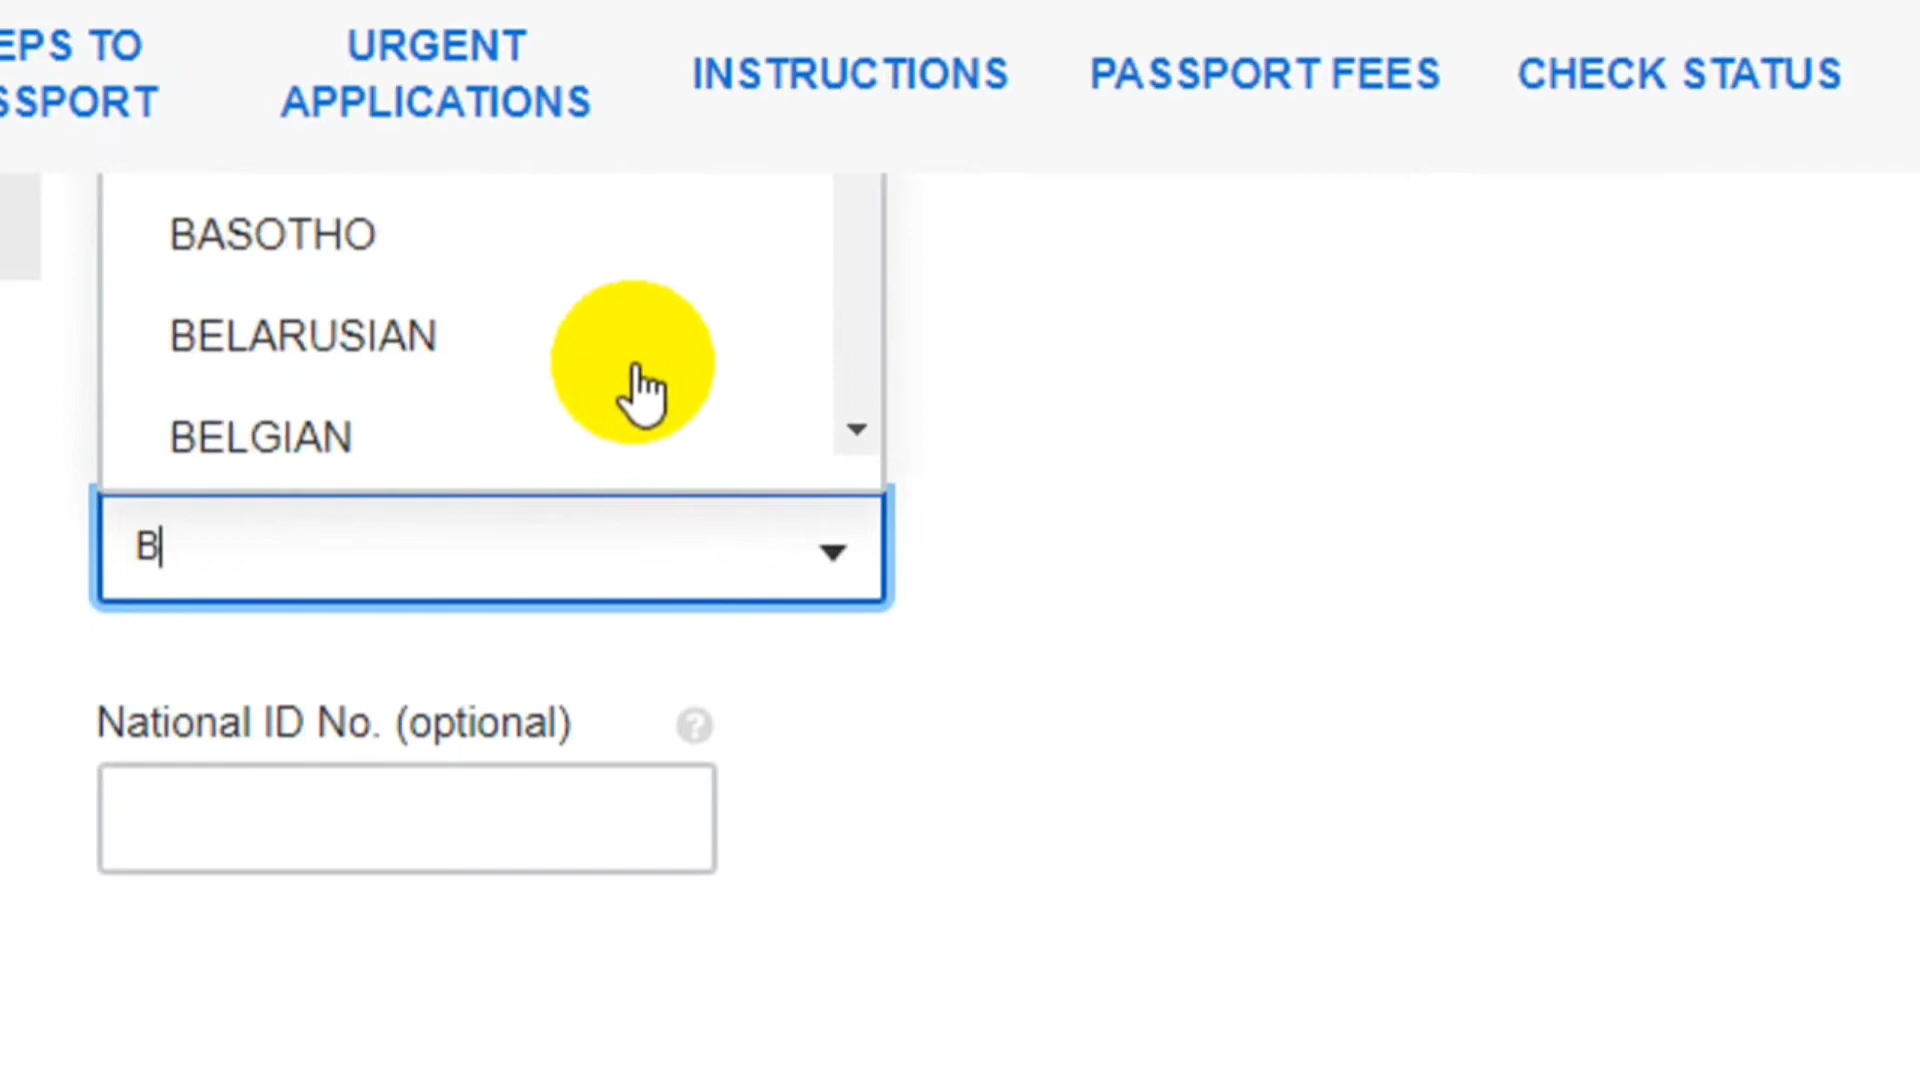 EPS TO
SSPORT
URGENT
APPLICATIONS
INSTRUCTIONS
PASSPORT FEES
CHECK STATUS
BASOTHO
BELARUSIAN
BELGIAN
B
National ID No. (optional)
?